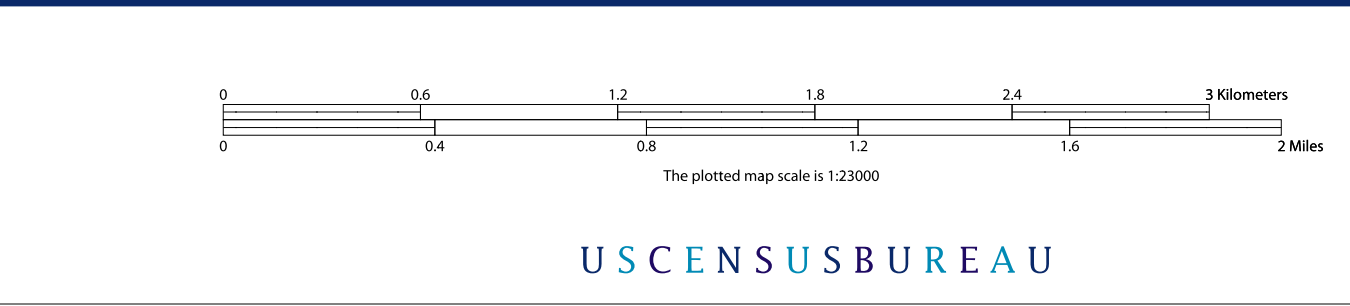 0 0.6 1.2 1.8 2.4 3 Kilometers
0 0.4 0.8 1.2 1.6 2 Miles
The plotted map scale is 1:23000
USCENSUSBUREAU